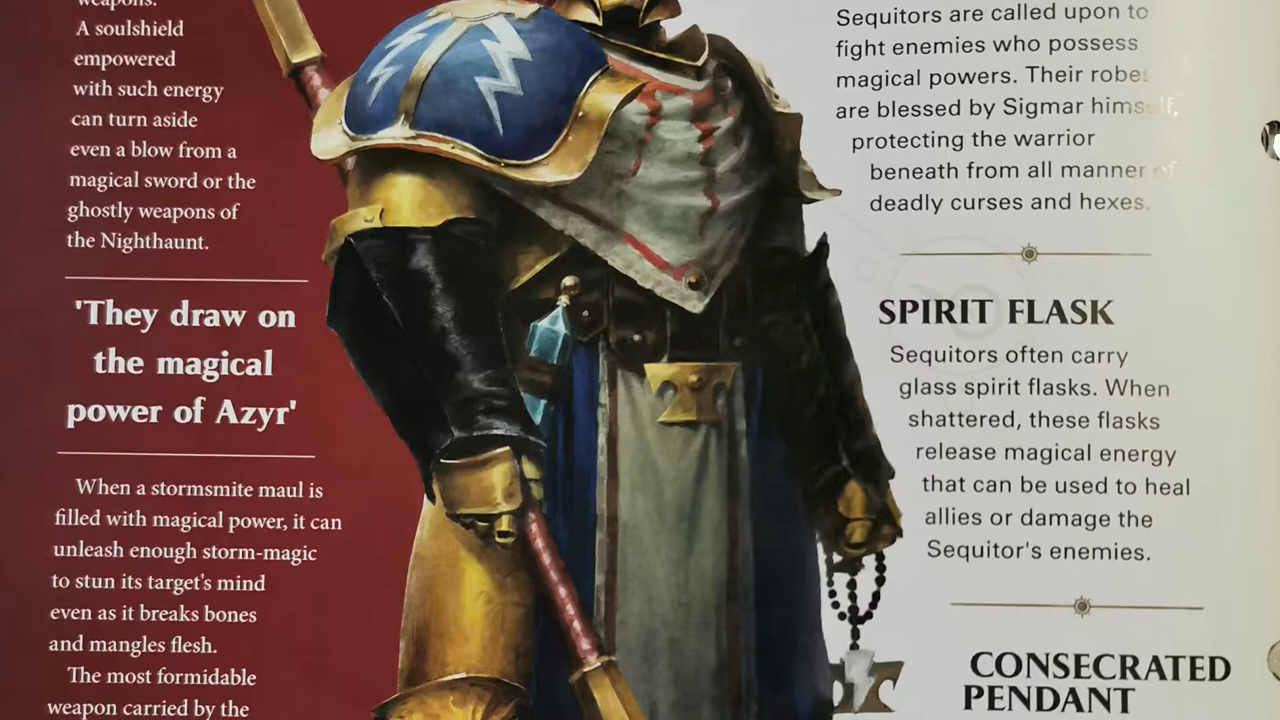 weapons.
A soulshield
empowered
with such energy
can turn aside
even a blow from a
magical sword or the
ghostly weapons of
the Nighthaunt.
'They draw on
the magical
power of Azyr'
When a stormsmite maul is
filled with magical power, it can
unleash enough storm-magic
to stun its target's mind
even as it breaks bones
and mangles flesh.
The most formidable
weapon carried by the
Sequitors are called upon to
fight enemies who possess
magical powers. Their robes
are blessed by Sigmar himself,
protecting the warrior
beneath from all manner of
deadly curses and hexes.
SPIRIT FLASK
Sequitors often carry
glass spirit flasks. When
shattered, these flasks
release magical energy
that can be used to heal
allies or damage the
Sequitor's enemies.
CONSECRATED
PENDANT